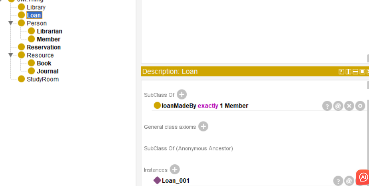 Library
Loan
Person
Librarian
Member
Reservation
Resource
Book
Journal
StudyRoom
Description: Loan
SubClass Of
loanMadeBy exactly 1 Member
General class axioms
SubClass Of (Anonymous Ancestor)
Instances
Loan_001